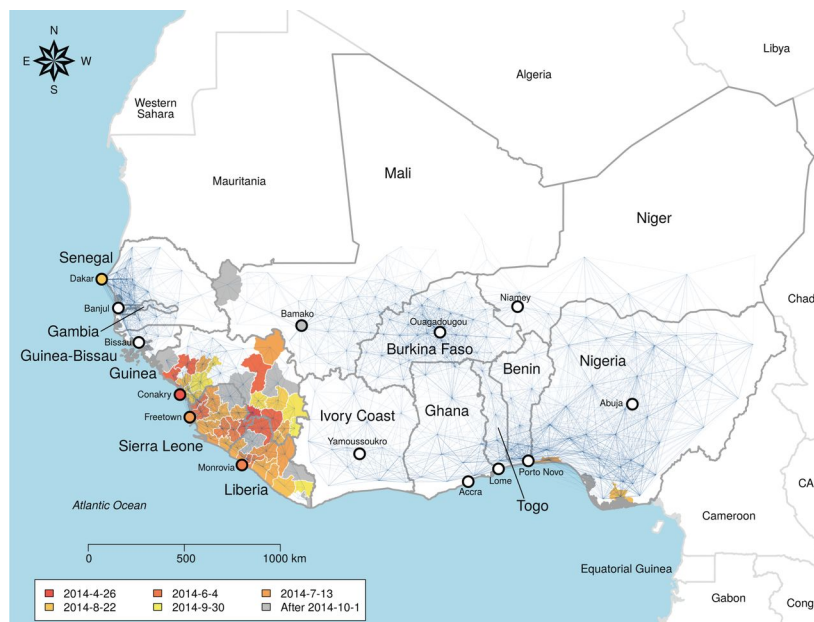 N
E W
S
Libya
Algeria
Western
Sahara
Mali
Mauritania
Niger
Senegal
Dakar
Chad
Niamey
Banjul
Bamako
Ouagadougou
Gambia
Bissau
Burkina Faso
Guinea-Bissau
Nigeria
Benin
Guinea
Conakry
Abuja
Ivory Coast
Ghana
Freetown
Sierra Leone
Yamoussoukro
Monrovia
Porto Novo
Lome
Accra
CA
Liberia
Togo
Atlantic Ocean
Cameroon
0 500 1000 km
Equatorial Guinea
2014-4-26 2014-6-4 2014-7-13
2014-8-22 2014-9-30 After 2014-10-1
Gabon
Cong